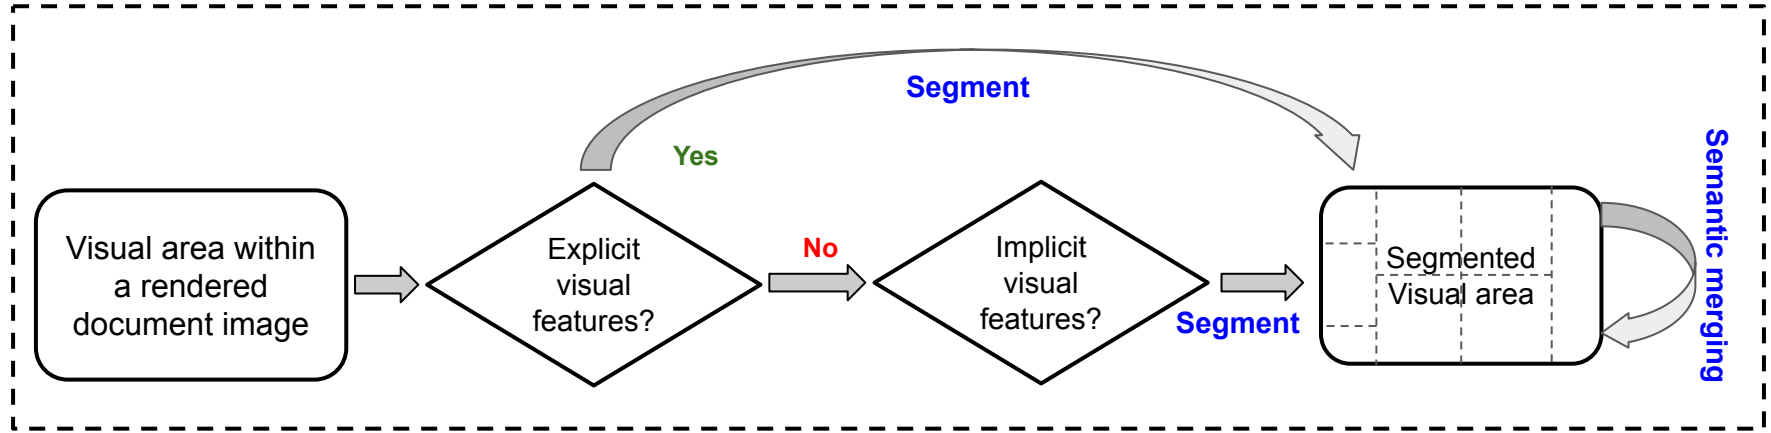 Segment
Yes
Visual area within
a rendered
document image
Explicit
visual
features?
No
Implicit
visual
features?
Segment
Segmented
Visual area
Semantic merging